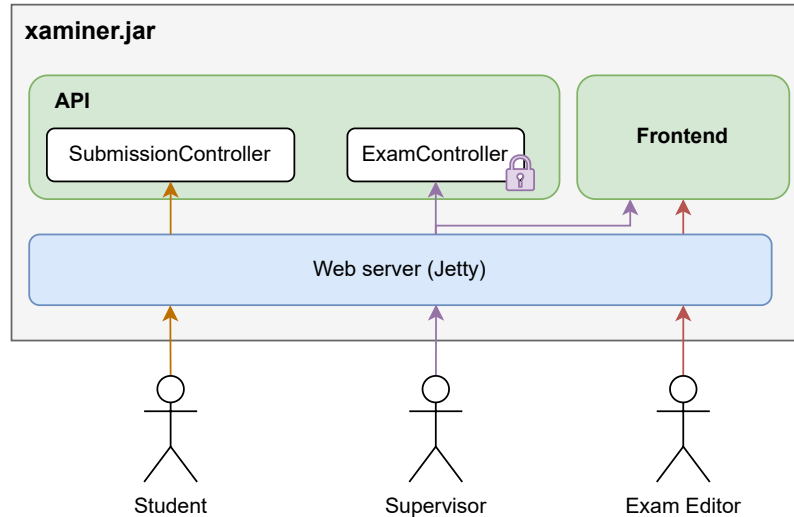 xaminer.jar
API
SubmissionController
ExamController
Frontend
Web server (Jetty)
Student
Supervisor
Exam Editor